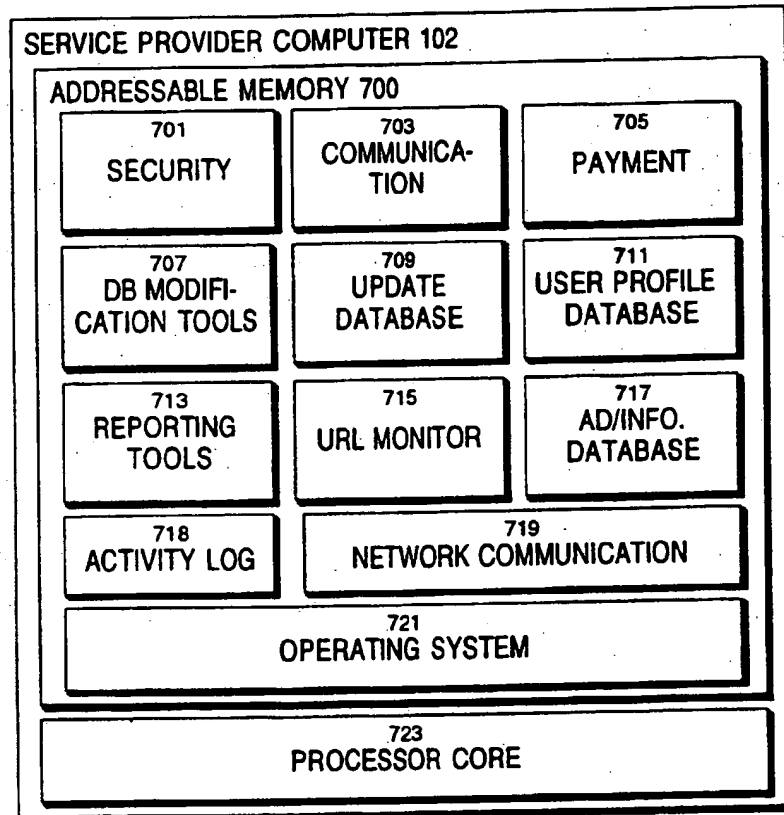 SERVICE PROVIDER COMPUTER 102
ADDRESSABLE MEMORY 700
701
SECURITY
703
COMMUNICA-
TION
705
PAYMENT
707
DB MODIFI-
CATION TOOLS
709
UPDATE
DATABASE
711
USER PROFILE
DATABASE
713
REPORTING
TOOLS
715
URL MONITOR
717
AD/INFO.
DATABASE
718
ACTIVITY LOG
719
NETWORK COMMUNICATION
721
OPERATING SYSTEM
723
PROCESSOR CORE